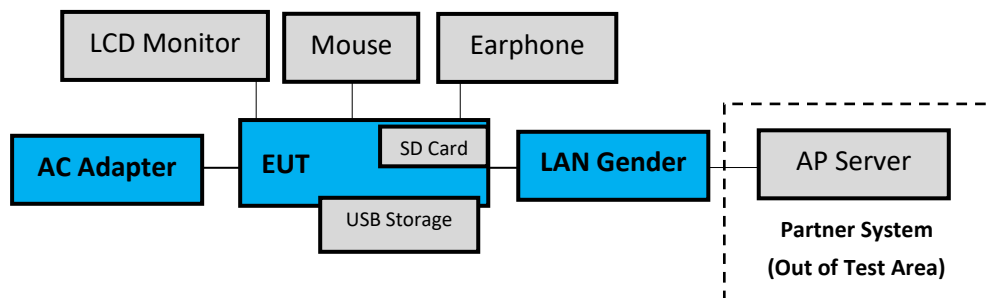 LCD Monitor
Mouse
Earphone
AC Adapter
EUT
SD Card
LAN Gender
AP Server
USB Storage
Partner System
(Out of Test Area)